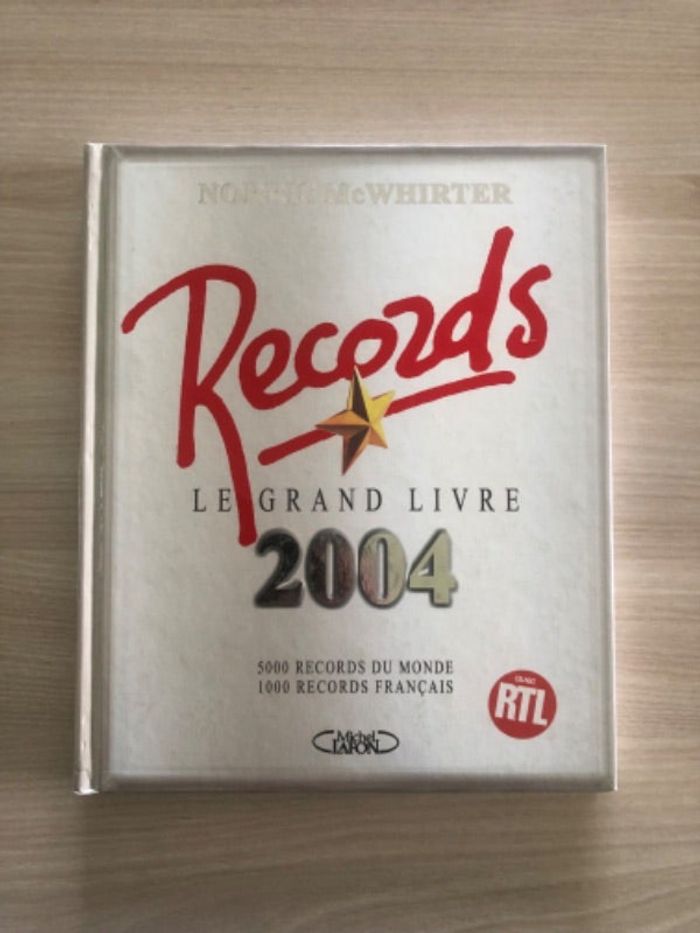 McWHIRTER
Records
LE GRAND LIVRE
2004
5000 RECORDS DU MONDE
1000 RECORDS FRANÇAIS
RTL
Michel
LAFON